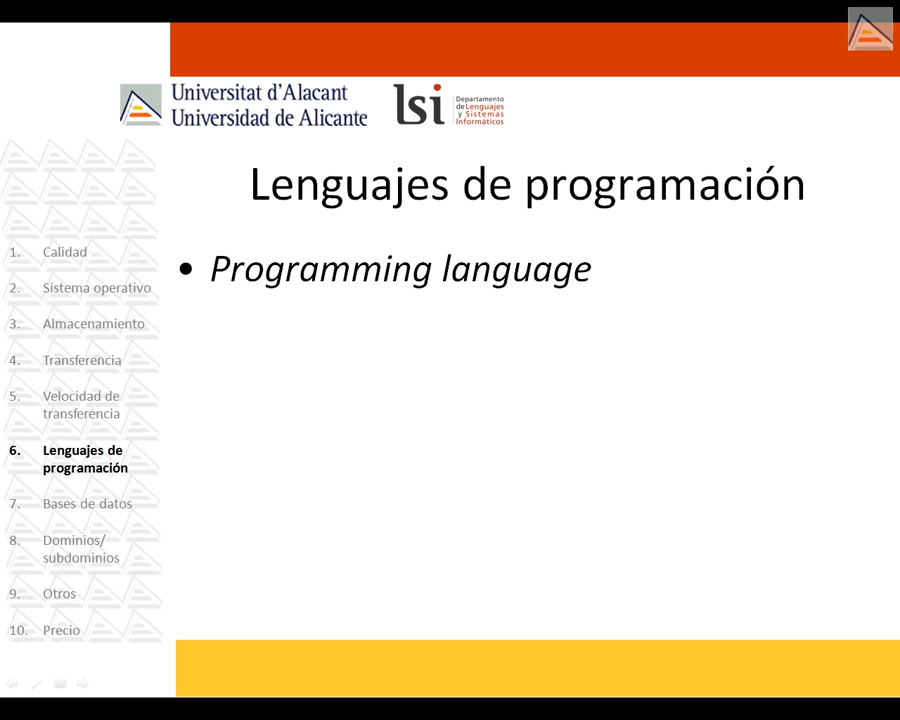 Universitat d'Alacant
Universidad de Alicante
lsi
Departamento
de Lenguajes
y Sistemas
Informáticos
Lenguajes de programación
• Programming language
1. Calidad
2. Sistema operativo
3. Almacenamiento
4. Transferencia
5. Velocidad de
transferencia
6. Lenguajes de
programación
7. Bases de datos
8. Dominios/
subdominios
9. Otros
10. Precio